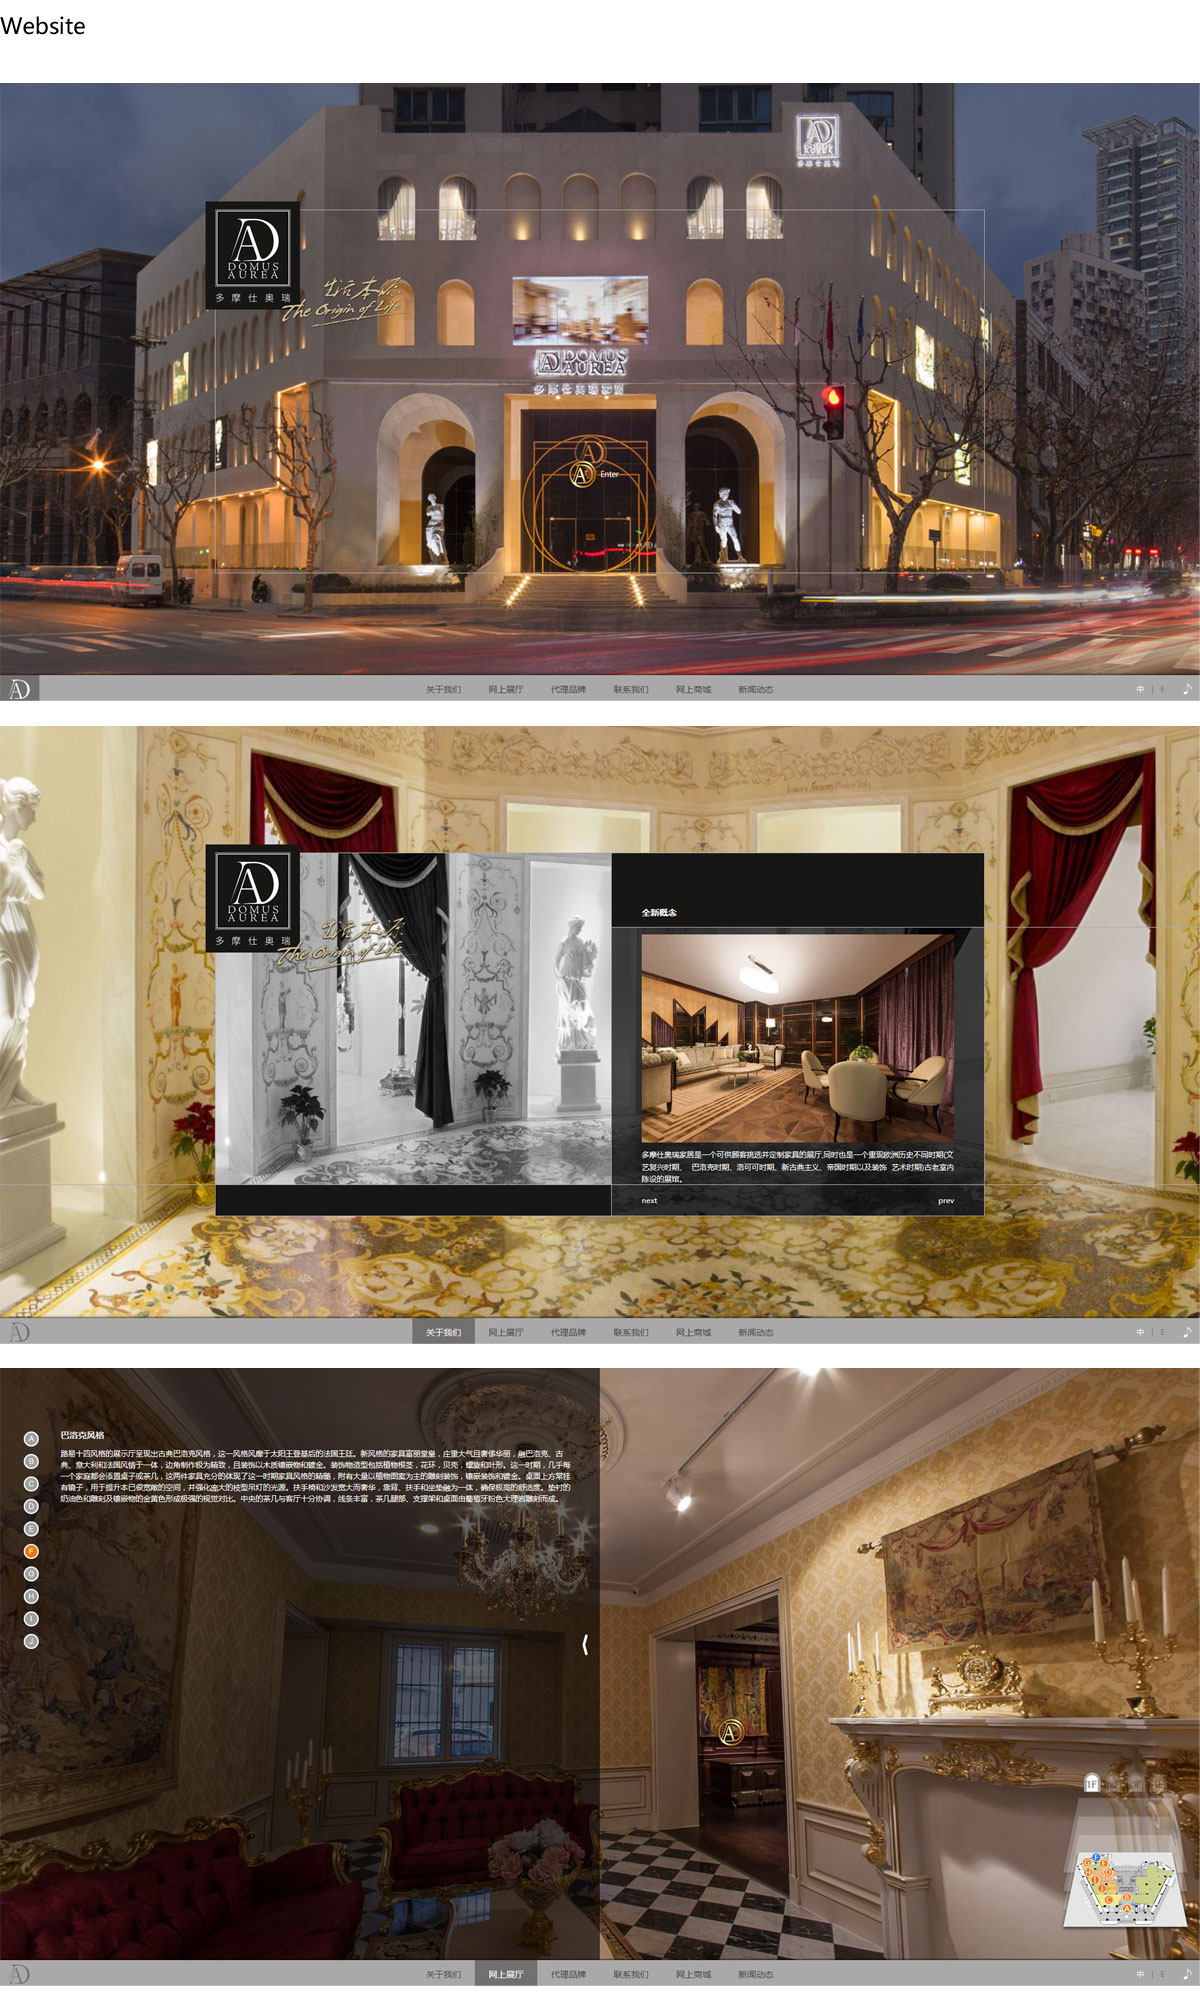 Website
AD
DOMUS
AUREA
多摩仕奥瑞
生活本源
The Origin of Life
AD DOMUS
AUREA
多摩仕奥瑞家居
Enter
关于我们 网上展厅 代理品牌 联系我们 网上商城 新闻动态 中 | E
AD
DOMUS
AUREA
多摩仕奥瑞
生活本源
The Origin of Life
全新概念
多摩仕奥瑞家居是一个可供顾客挑选并定制家具的展厅,同时也是一个重现欧洲历史不同时期(文
艺复兴时期、 巴洛克时期、洛可可时期、新古典主义、帝国时期以及装饰 艺术时期)古老室内
陈设的展馆。
next prev
关于我们 网上展厅 代理品牌 联系我们 网上商城 新闻动态 中 | E
巴洛克风格
路易十四风格的展示厅呈现出古典巴洛克风格，这一风格风靡于太阳王登基后的法国王廷。新风格的家具富丽堂皇，庄重大气且奢侈华丽，融巴洛克、古
典、意大利和法国风情于一体，边角制作极为精致，且装饰以木质镶嵌物和镀金。装饰物造型包括植物根茎，花环，贝壳，螺旋和叶形。这一时期，几乎每
一个家庭都会添置桌子或茶几，这两件家具充分的体现了这一时期家具风格的精髓，附有大量以植物图案为主的雕刻装饰，镶嵌装饰和镀金。桌面上方常挂
有镜子，用于提升本已很宽敞的空间，并强化庞大的枝型吊灯的光源。扶手椅和沙发宽大而奢华，靠背、扶手和坐垫融为一体，确保极高的舒适度。垫衬的
奶油色和雕刻及镶嵌物的金黄色形成极强的视觉对比。中央的茶几与客厅十分协调，线条丰富，茶几腿部、支撑架和桌面由葡萄牙粉色大理岩雕刻而成。
A
B
C
D
E
F
G
H
I
J
1F
关于我们 网上展厅 代理品牌 联系我们 网上商城 新闻动态 中 | E